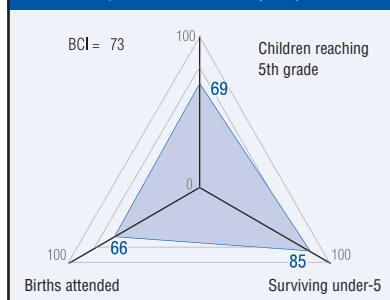 BCI = 73
100
Children reaching
5th grade
69
0
100
66
100
85
Births attended
Surviving under-5